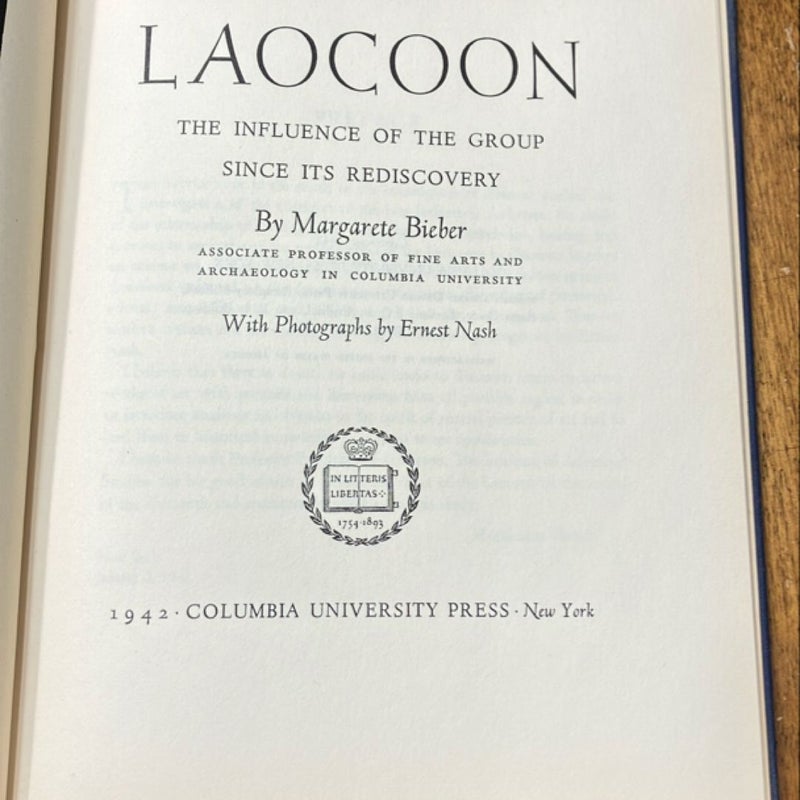 LAOCOON
THE INFLUENCE OF THE GROUP
SINCE ITS REDISCOVERY
By Margarete Bieber
ASSOCIATE PROFESSOR OF FINE ARTS AND
ARCHAEOLOGY IN COLUMBIA UNIVERSITY
With Photographs by Ernest Nash
IN LITTERIS
LIBERTAS
1754·1893
1942 · COLUMBIA UNIVERSITY PRESS · New York